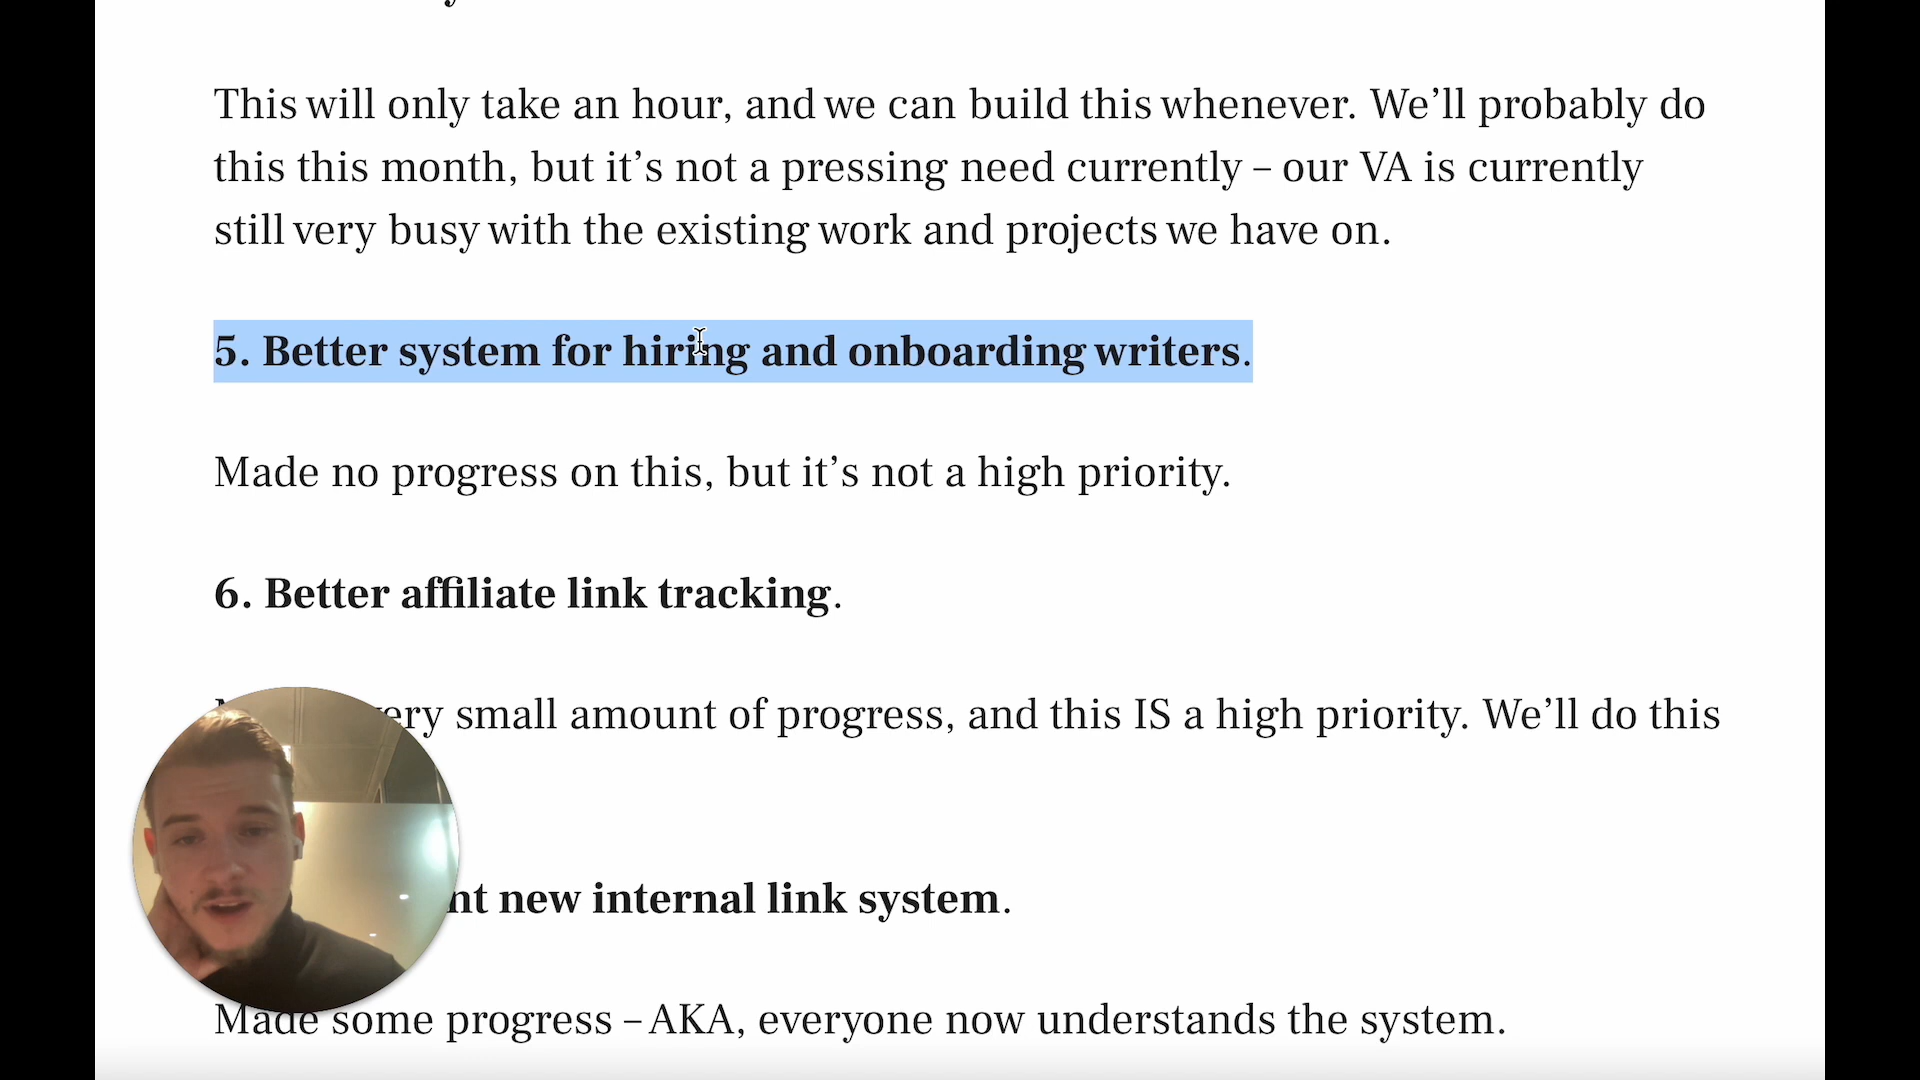 This will only take an hour, and we can build this whenever. We’ll probably do
this this month, but it’s not a pressing need currently – our VA is currently
still very busy with the existing work and projects we have on.
5. Better system for hiring and onboarding writers.
Made no progress on this, but it’s not a high priority.
6. Better affiliate link tracking.
small amount of progress, and this IS a high priority. We’ll do this
new internal link system.
Made some progress – AKA, everyone now understands the system.